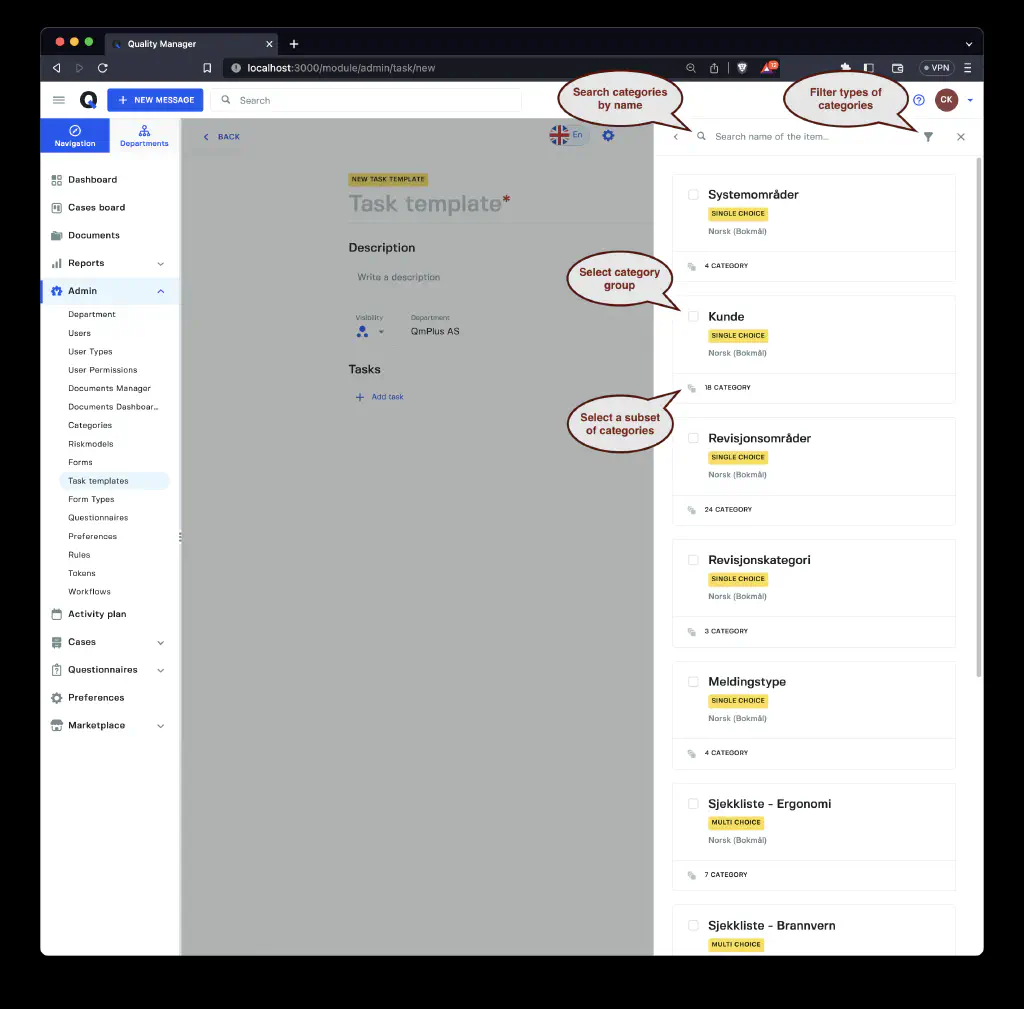 Quality Manager
localhost:3000/module/admin/task/new
12
VPN
Search categories
by name
Filter types of
categories
NEW MESSAGE
Search
CK
Navigation
Departments
BACK
En
Search name of the item...
Dashboard
Cases board
Documents
Reports
Admin
Department
Users
User Types
User Permissions
Documents Manager
Documents Dashboar...
Categories
Riskmodels
Forms
Task templates
Form Types
Questionnaires
Preferences
Rules
Tokens
Workflows
Activity plan
Cases
Questionnaires
Preferences
Marketplace
NEW TASK TEMPLATE
Task template*
Description
Write a description
Visibility
Department
QmPlus AS
Tasks
Add task
Select category
group
Select a subset
of categories
Systemområder
SINGLE CHOICE
Norsk (Bokmål)
4 CATEGORY
Kunde
SINGLE CHOICE
Norsk (Bokmål)
18 CATEGORY
Revisjonsområder
SINGLE CHOICE
Norsk (Bokmål)
24 CATEGORY
Revisjonskategori
SINGLE CHOICE
Norsk (Bokmål)
3 CATEGORY
Meldingstype
SINGLE CHOICE
Norsk (Bokmål)
4 CATEGORY
Sjekkliste - Ergonomi
MULTI CHOICE
Norsk (Bokmål)
7 CATEGORY
Sjekkliste - Brannvern
MULTI CHOICE